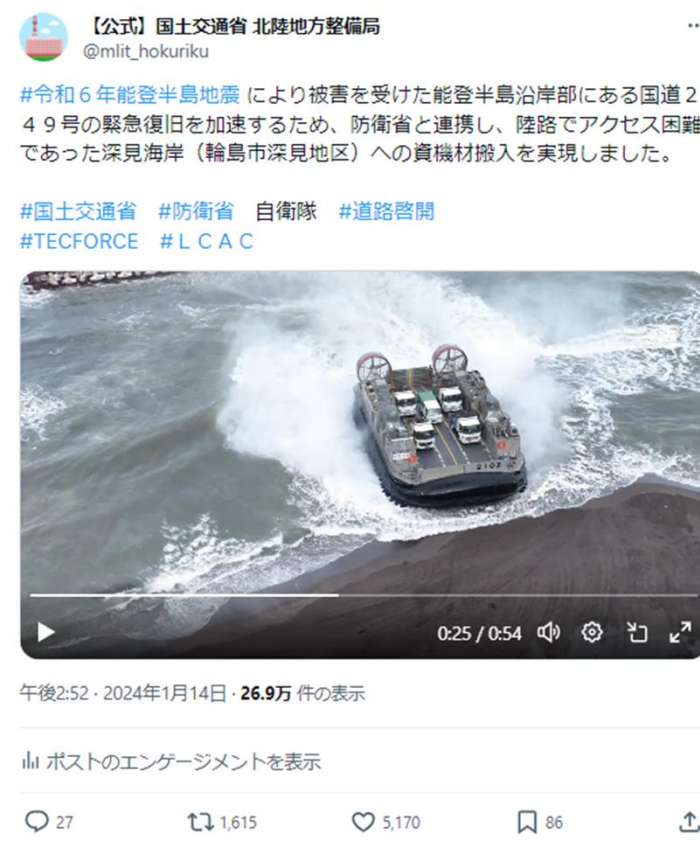 【公式】国土交通省 北陸地方整備局
@mlit_hokuriku
#令和６年能登半島地震 により被害を受けた能登半島沿岸部にある国道２
４９号の緊急復旧を加速するため、防衛省と連携し、陸路でアクセス困難
であった深見海岸（輪島市深見地区）への資機材搬入を実現しました。
#国土交通省 #防衛省 自衛隊 #道路啓開
#TECFORCE #ＬＣＡＣ
2102
0:25 / 0:54
午後2:52 · 2024年1月14日 · 26.9万 件の表示
ポストのエンゲージメントを表示
27 1,615 5,170 86